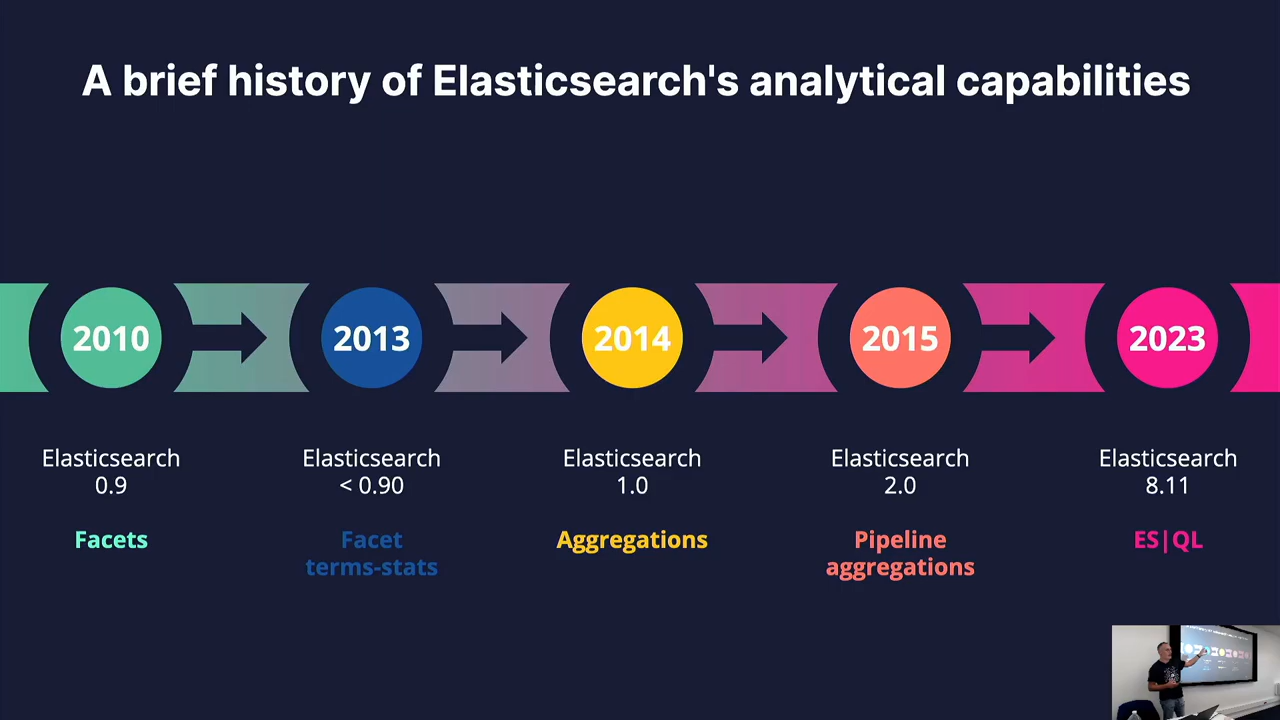 A brief history of Elasticsearch's analytical capabilities
2010
2013
2014
2015
2023
Elasticsearch
0.9
Facets
Elasticsearch
< 0.90
Facet
terms-stats
Elasticsearch
1.0
Aggregations
Elasticsearch
2.0
Pipeline
aggregations
Elasticsearch
8.11
ES|QL